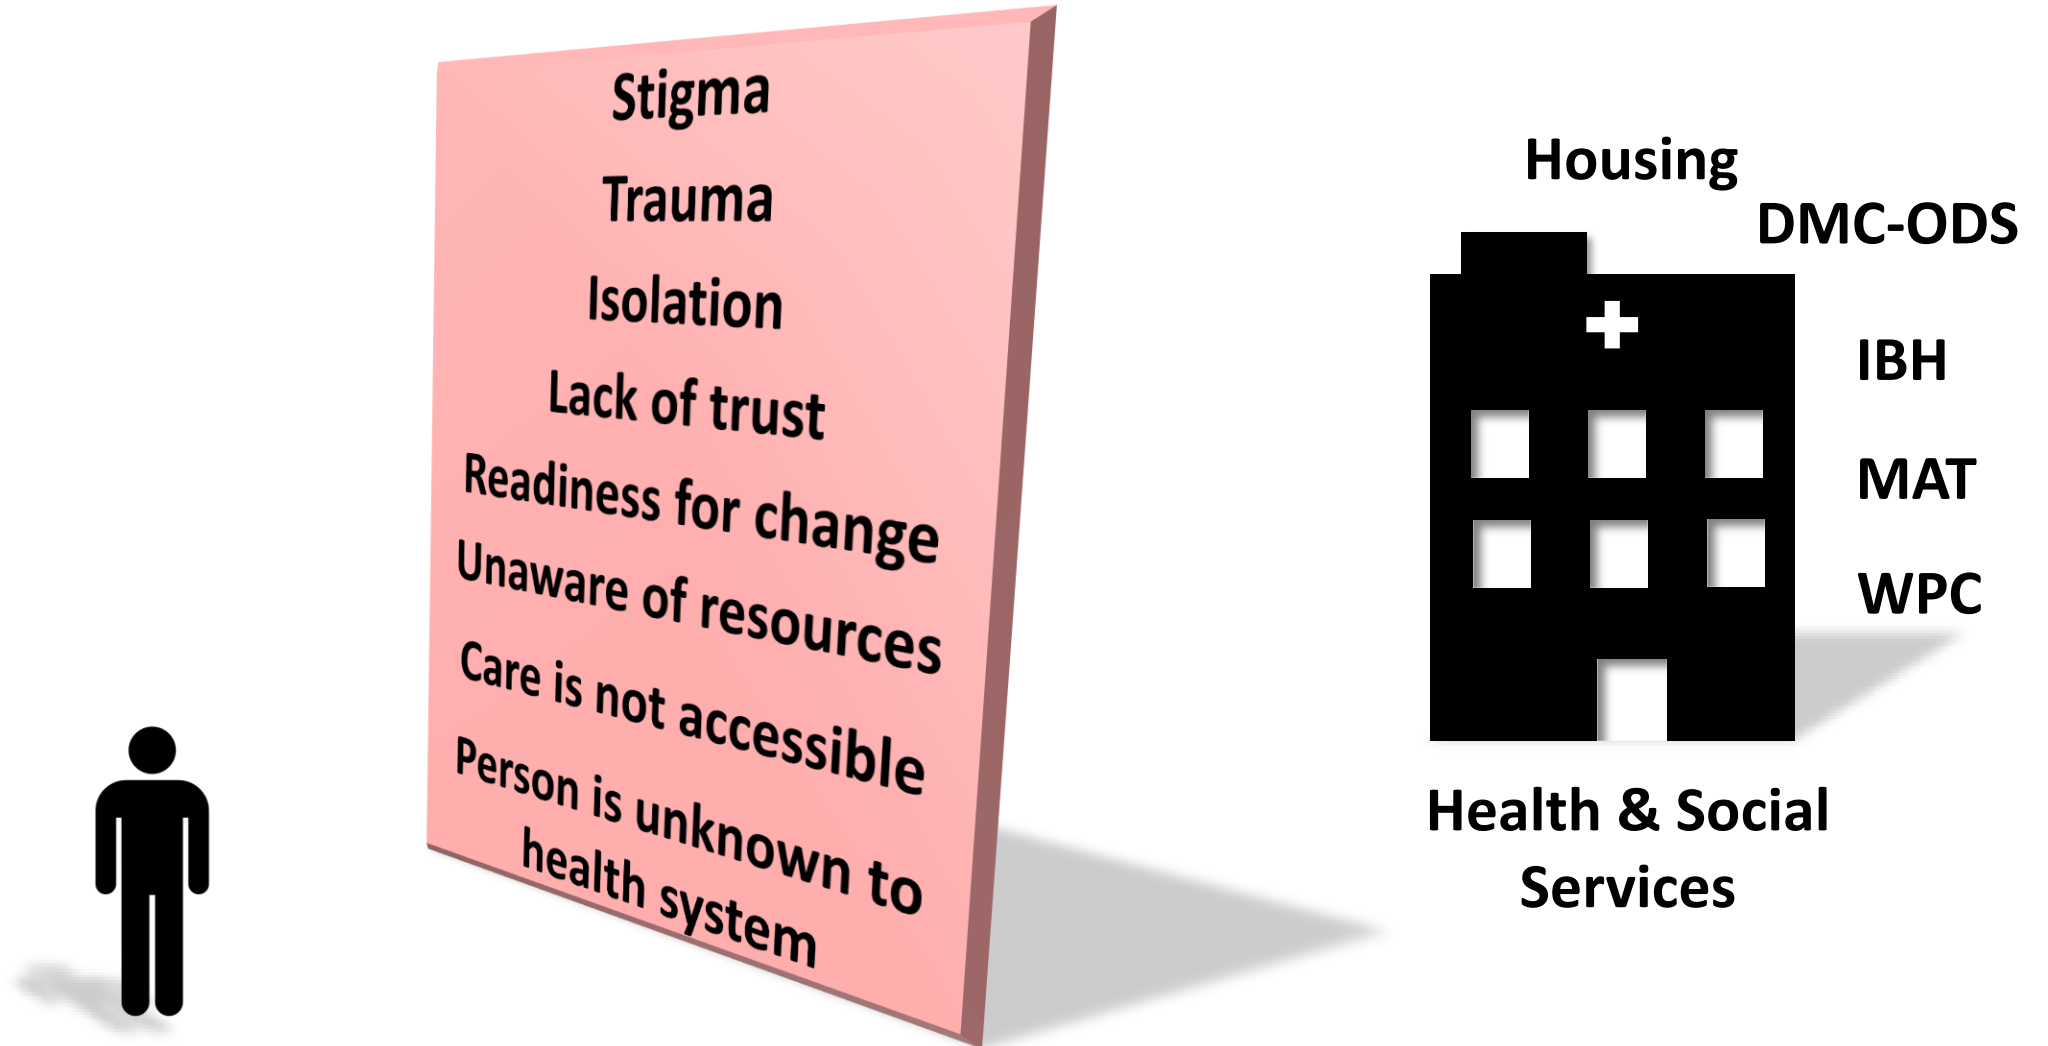 Stigma
Trauma
Isolation
Lack of trust
Readiness for change
Unaware of resources
Care is not accessible
Person is unknown to
health system
Housing
DMC-ODS
IBH
MAT
WPC
Health & Social
Services